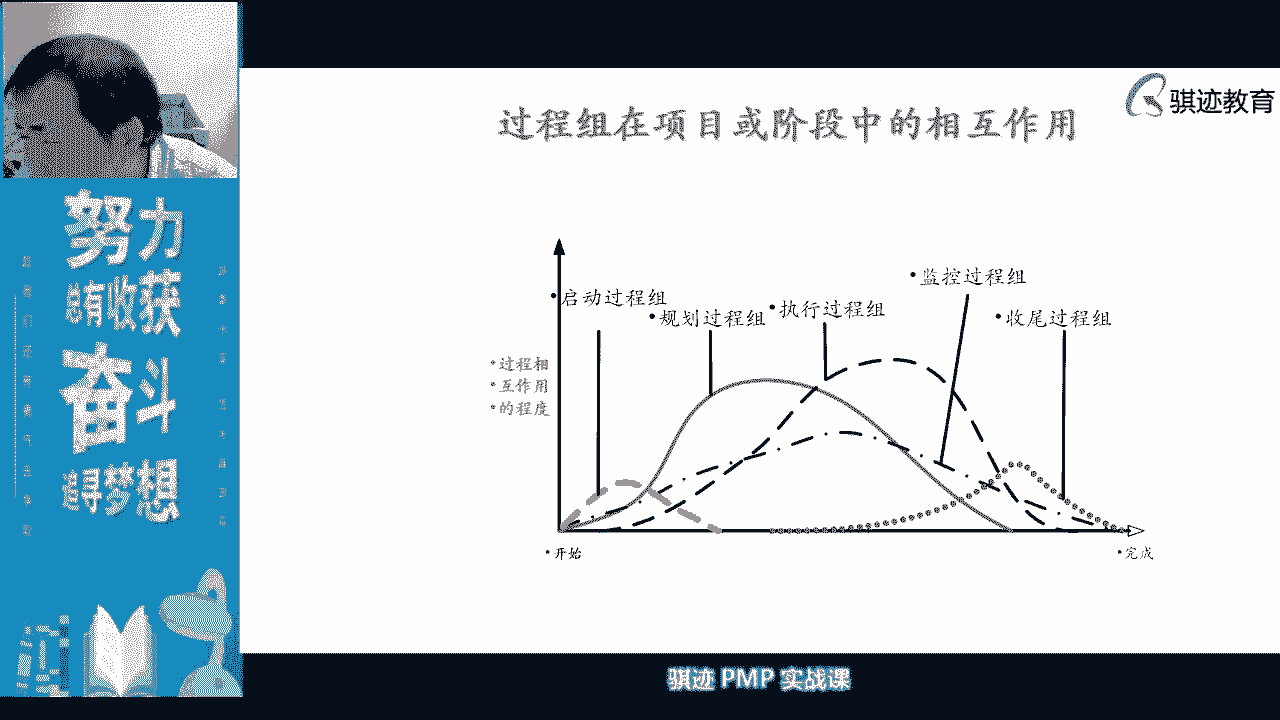 骐迹教育
过程组在项目或阶段中的相互作用
努力
总有收获
奋斗
追寻梦想
•监控过程组
•启动过程组
•规划过程组
•执行过程组
•收尾过程组
•过程相
•互作用
•的程度
•开始
•完成
骐迹 PMP 实战课